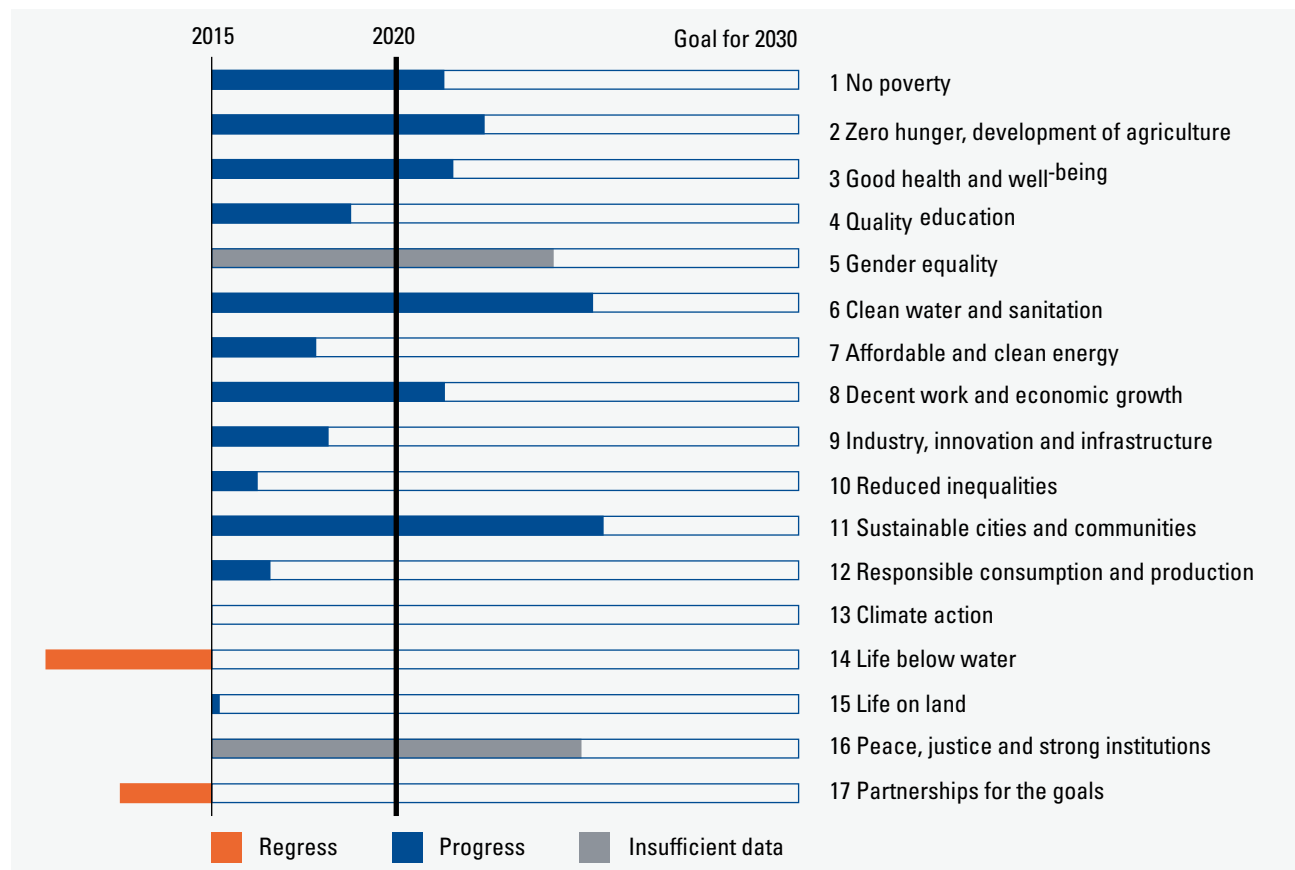 2015 2020 Goal for 2030
1 No poverty
2 Zero hunger, development of agriculture
3 Good health and well-being
4 Quality education
5 Gender equality
6 Clean water and sanitation
7 Affordable and clean energy
8 Decent work and economic growth
9 Industry, innovation and infrastructure
10 Reduced inequalities
11 Sustainable cities and communities
12 Responsible consumption and production
13 Climate action
14 Life below water
15 Life on land
16 Peace, justice and strong institutions
17 Partnerships for the goals
Regress Progress Insufficient data